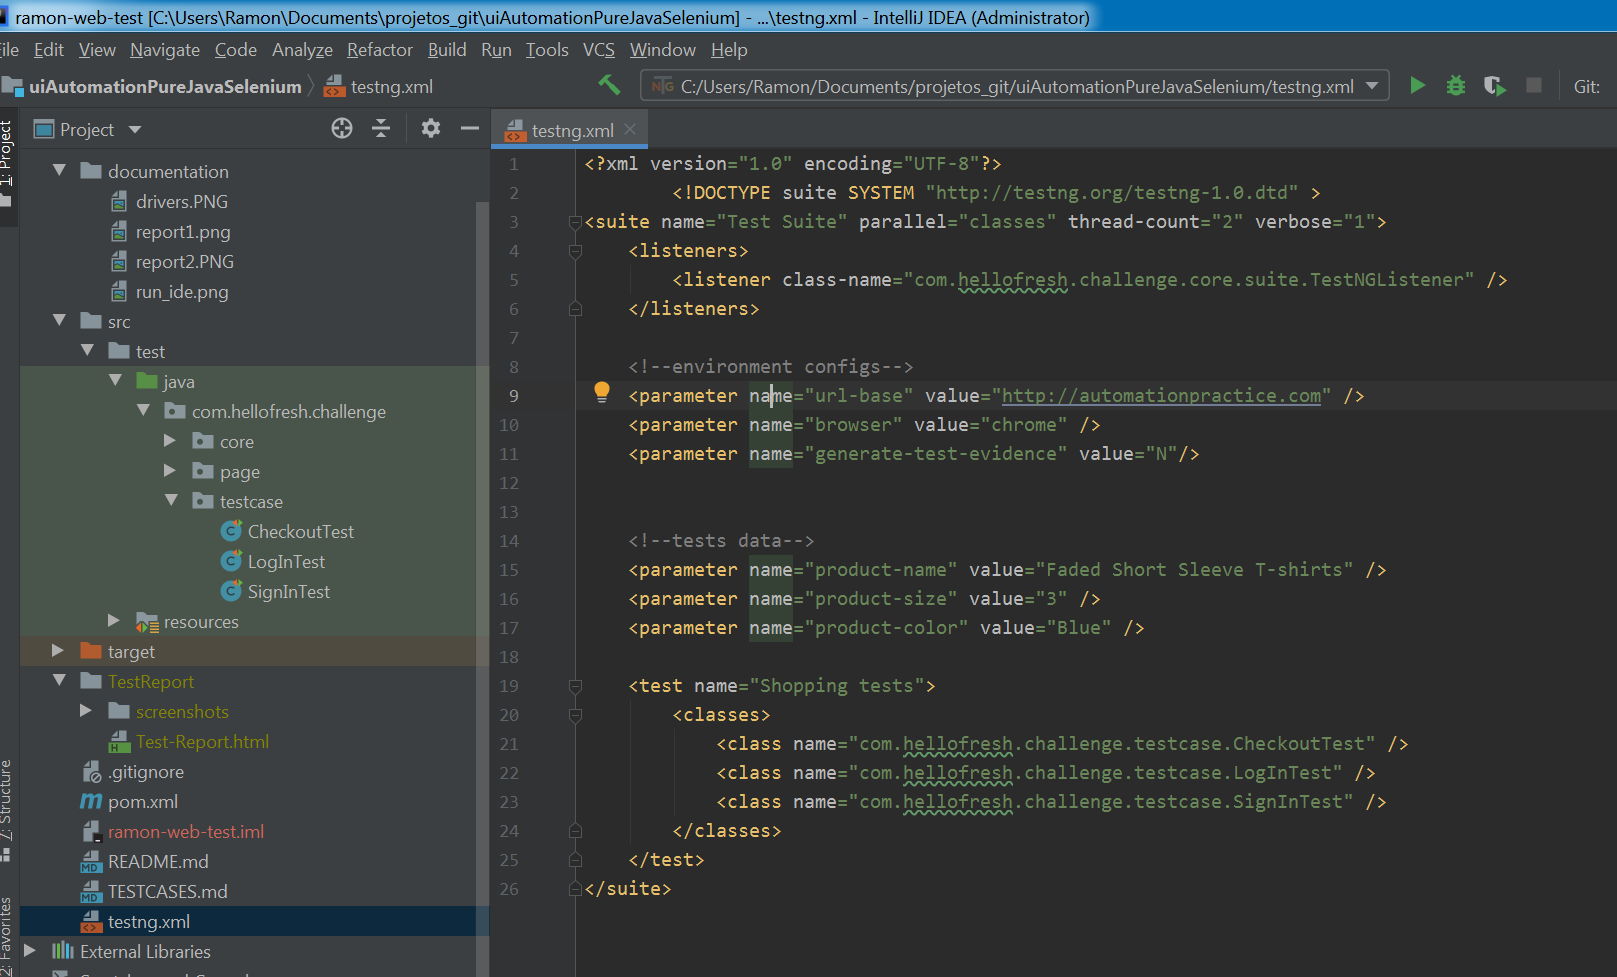 ramon-web-test [C:\Users\Ramon\Documents\projetos_git\uiAutomationPureJavaSelenium] - ...\testng.xml - IntelliJ IDEA (Administrator)
ile Edit View Navigate Code Analyze Refactor Build Run Tools VCS Window Help
uiAutomationPureJavaSelenium testng.xml C:/Users/Ramon/Documents/projetos_git/uiAutomationPureJavaSelenium/testng.xml Git:
Project
1: Project
7: Structure
2: Favorites
documentation
drivers.PNG
report1.png
report2.PNG
run_ide.png
src
test
java
com.hellofresh.challenge
core
page
testcase
CheckoutTest
LogInTest
SignInTest
resources
target
TestReport
screenshots
Test-Report.html
.gitignore
pom.xml
ramon-web-test.iml
README.md
TESTCASES.md
testng.xml
External Libraries
testng.xml
1 <?xml version="1.0" encoding="UTF-8"?>
2 <!DOCTYPE suite SYSTEM "http://testng.org/testng-1.0.dtd" >
3 <suite name="Test Suite" parallel="classes" thread-count="2" verbose="1">
4 <listeners>
5 <listener class-name="com.hellofresh.challenge.core.suite.TestNGListener" />
6 </listeners>
7
8 <!--environment configs-->
9 <parameter name="url-base" value="http://automationpractice.com" />
10 <parameter name="browser" value="chrome" />
11 <parameter name="generate-test-evidence" value="N"/>
12
13
14 <!--tests data-->
15 <parameter name="product-name" value="Faded Short Sleeve T-shirts" />
16 <parameter name="product-size" value="3" />
17 <parameter name="product-color" value="Blue" />
18
19 <test name="Shopping tests">
20 <classes>
21 <class name="com.hellofresh.challenge.testcase.CheckoutTest" />
22 <class name="com.hellofresh.challenge.testcase.LogInTest" />
23 <class name="com.hellofresh.challenge.testcase.SignInTest" />
24 </classes>
25 </test>
26 </suite>